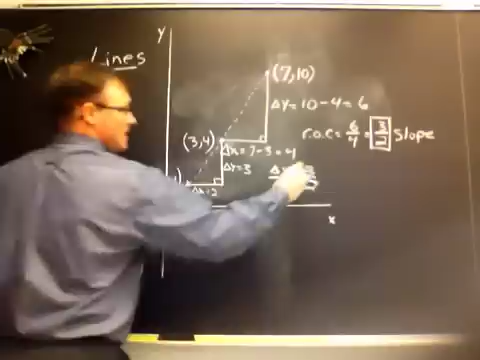 y
Lines
(7,10)
Δy = 10 - 4 = 6
r.o.c = 6/4 = 3/2 Slope
(3,4)
Δx = 7 - 3 = 4
Δy = 3
Δx = 2
x